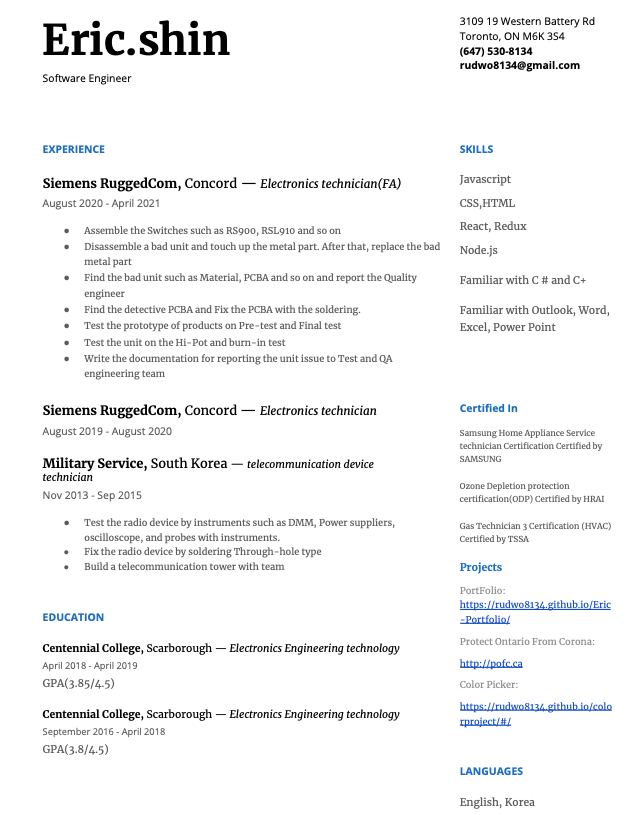 Eric.shin
Software Engineer
3109 19 Western Battery Rd
Toronto, ON M6K 3S4
(647) 530-8134
rudwo8134@gmail.com
EXPERIENCE
Siemens RuggedCom, Concord — Electronics technician(FA)
August 2020 - April 2021
● Assemble the Switches such as RS900, RSL910 and so on
● Disassemble a bad unit and touch up the metal part. After that, replace the bad
metal part
● Find the bad unit such as Material, PCBA and so on and report the Quality
engineer
● Find the detective PCBA and Fix the PCBA with the soldering.
● Test the prototype of products on Pre-test and Final test
● Test the unit on the Hi-Pot and burn-in test
● Write the documentation for reporting the unit issue to Test and QA
engineering team
Siemens RuggedCom, Concord — Electronics technician
August 2019 - August 2020
Military Service, South Korea — telecommunication device
technician
Nov 2013 - Sep 2015
● Test the radio device by instruments such as DMM, Power suppliers,
oscilloscope, and probes with instruments.
● Fix the radio device by soldering Through-hole type
● Build a telecommunication tower with team
EDUCATION
Centennial College, Scarborough — Electronics Engineering technology
April 2018 - April 2019
GPA(3.85/4.5)
Centennial College, Scarborough — Electronics Engineering technology
September 2016 - April 2018
GPA(3.8/4.5)
SKILLS
Javascript
CSS,HTML
React, Redux
Node.js
Familiar with C # and C+
Familiar with Outlook, Word,
Excel, Power Point
Certified In
Samsung Home Appliance Service
technician Certification Certified by
SAMSUNG
Ozone Depletion protection
certification(ODP) Certified by HRAI
Gas Technician 3 Certification (HVAC)
Certified by TSSA
Projects
PortFolio:
https://rudwo8134.github.io/Eric
-Portfolio/
Protect Ontario From Corona:
http://pofc.ca
Color Picker:
https://rudwo8134.github.io/colo
rproject/#/
LANGUAGES
English, Korea